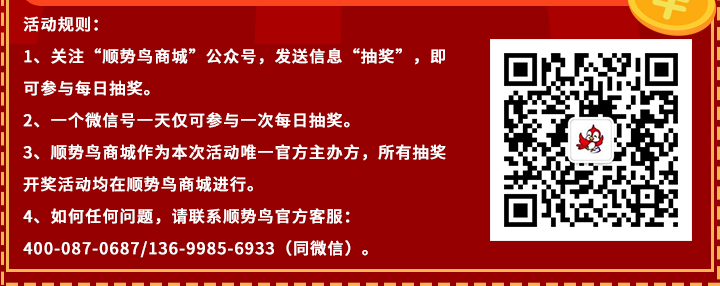 活动规则：
1、关注“顺势鸟商城”公众号，发送信息“抽奖”，即
可参与每日抽奖。
2、一个微信号一天仅可参与一次每日抽奖。
3、顺势鸟商城作为本次活动唯一官方主办方，所有抽奖
开奖活动均在顺势鸟商城进行。
4、如何任何问题，请联系顺势鸟官方客服：
400-087-0687/136-9985-6933（同微信）。